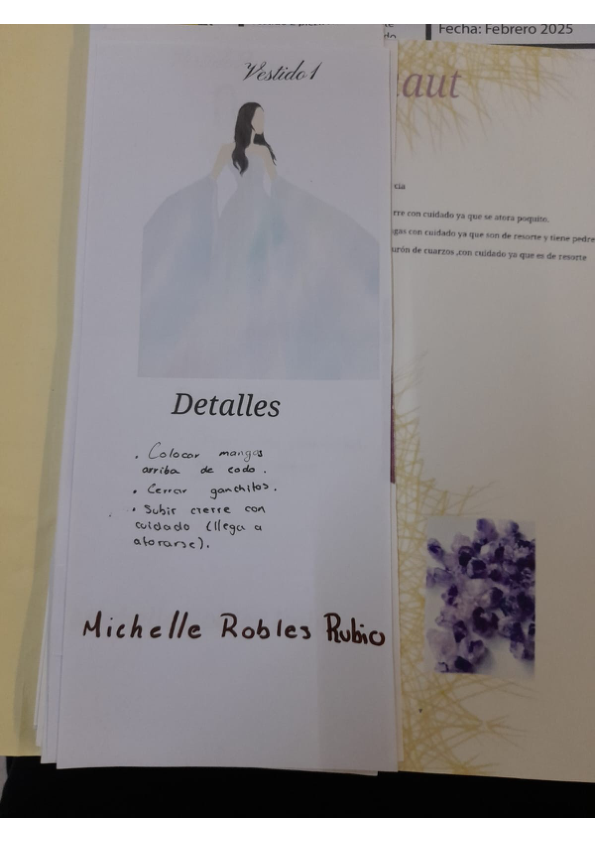 Fecha: Febrero 2025
Vestido 1
aut
cia
rre con cuidado ya que se atora poquito.
gas con cuidado ya que son de resorte y tiene pedre
urón de cuarzos ,con cuidado ya que es de resorte
Detalles
• Colocar mangas
arriba de codo.
• Cerrar ganchitos.
• Subir cierre con
cuidado (llega a
atorarse).
Michelle Robles Rubio